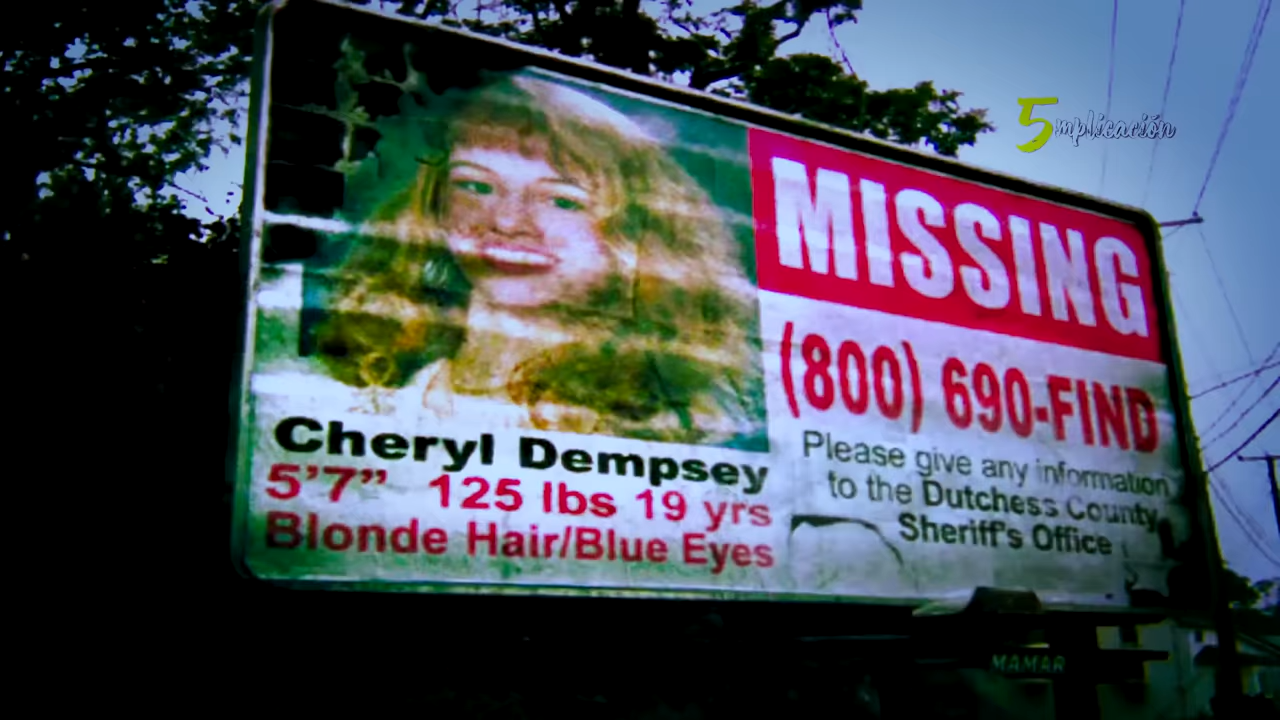 5mplicación
MISSING
(800) 690-FIND
Please give any information
to the Dutchess County
Sheriff's Office
Cheryl Dempsey
5'7" 125 lbs 19 yrs
Blonde Hair/Blue Eyes
MAMAR